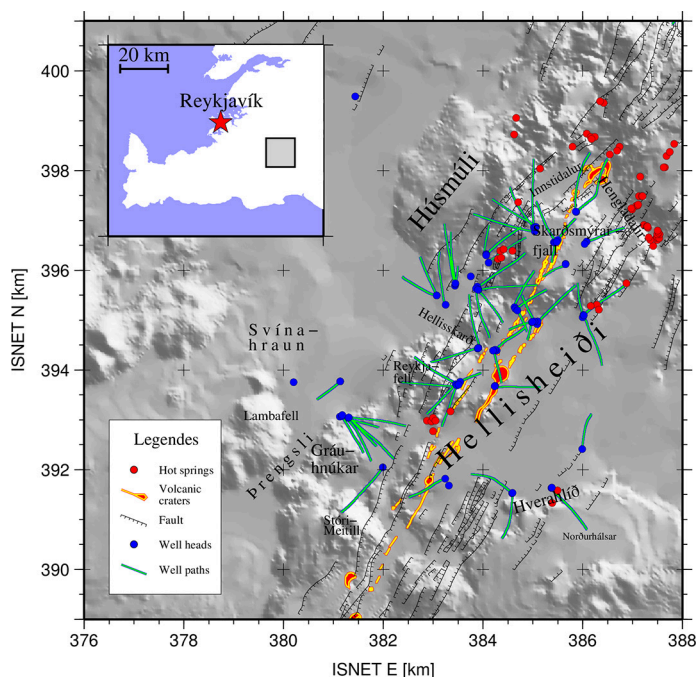 400
398
396
394
392
390
ISNET N [km]
376
378
380
382
384
386
388
ISNET E [km]
20 km
Reykjavík
Húsmúli
Innstidalur
Hengladalir
Skarðsmýrar-
fjall
Hellisskarð
Svína-
hraun
Reykja-
fell
Hellisheiði
Lambafell
Þrengsli
Gráu-
hnúkar
Stóri-
Meitill
Hverahlíð
Norðurhálsar
Legendes
Hot springs
Volcanic
craters
Fault
Well heads
Well paths